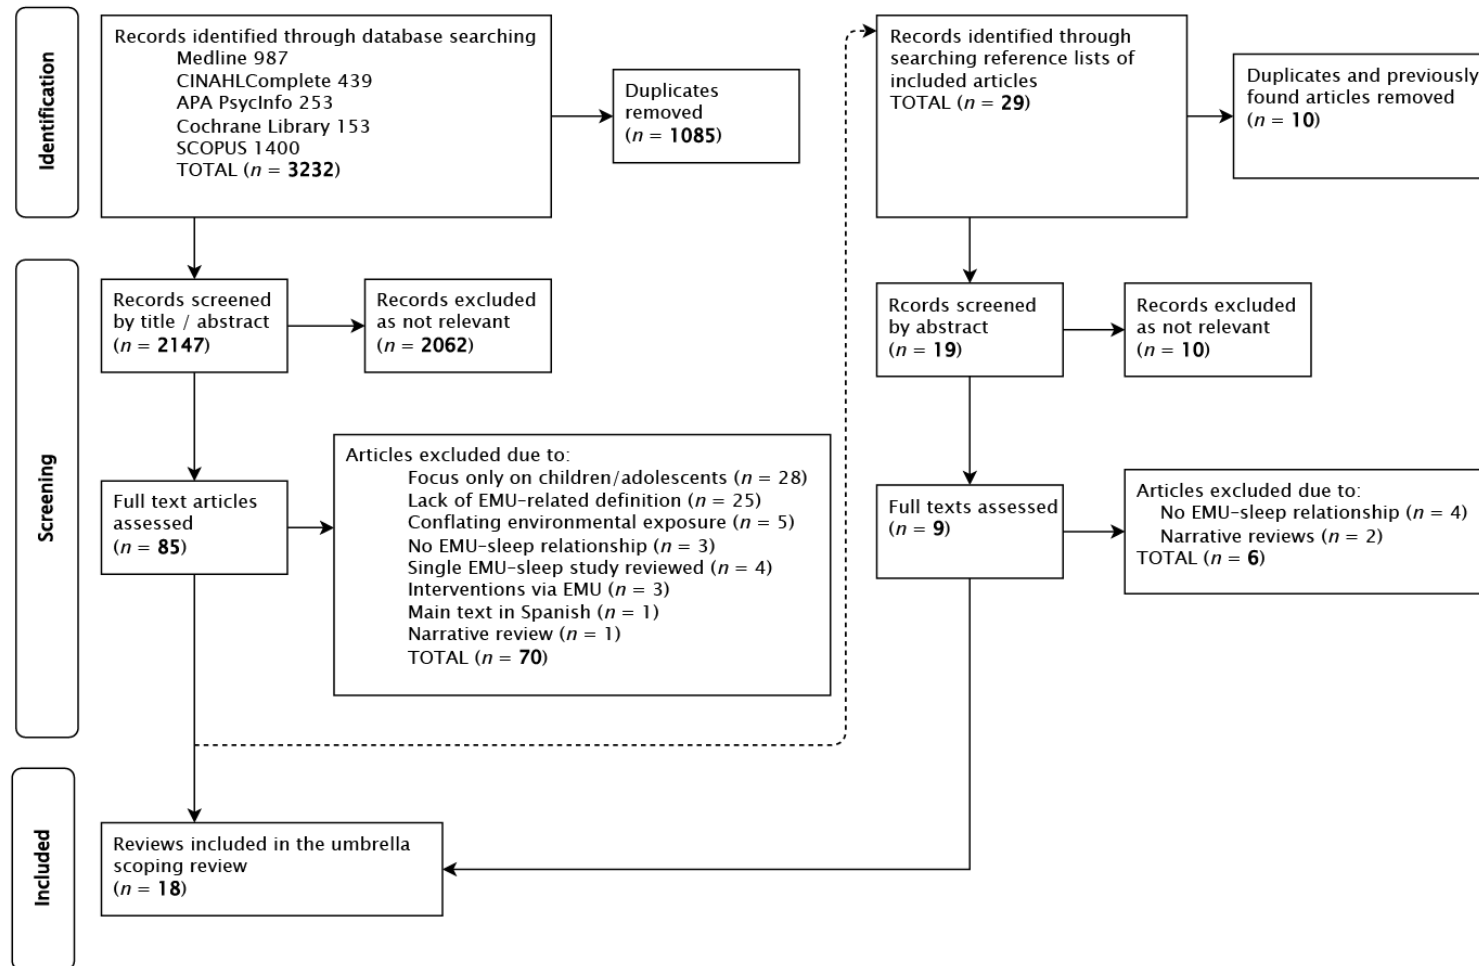 Identification
Records identified through database searching
Medline 987
CINAHLComplete 439
APA PsycInfo 253
Cochrane Library 153
SCOPUS 1400
TOTAL (n = 3232)
Duplicates
removed
(n = 1085)
Records identified through
searching reference lists of
included articles
TOTAL (n = 29)
Duplicates and previously
found articles removed
(n = 10)
Screening
Records screened
by title / abstract
(n = 2147)
Records excluded
as not relevant
(n = 2062)
Rcords screened
by abstract
(n = 19)
Records excluded
as not relevant
(n = 10)
Full text articles
assessed
(n = 85)
Articles excluded due to:
Focus only on children/adolescents (n = 28)
Lack of EMU-related definition (n = 25)
Conflating environmental exposure (n = 5)
No EMU-sleep relationship (n = 3)
Single EMU-sleep study reviewed (n = 4)
Interventions via EMU (n = 3)
Main text in Spanish (n = 1)
Narrative review (n = 1)
TOTAL (n = 70)
Full texts assessed
(n = 9)
Articles excluded due to:
No EMU-sleep relationship (n = 4)
Narrative reviews (n = 2)
TOTAL (n = 6)
Included
Reviews included in the umbrella
scoping review
(n = 18)